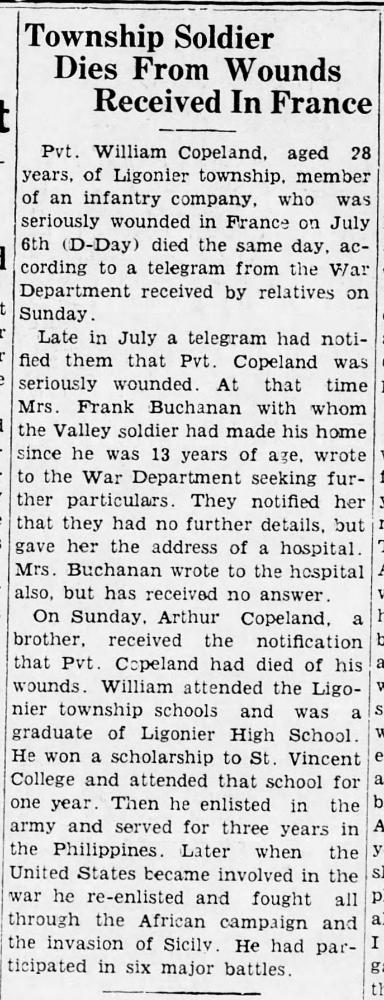 Township Soldier
Dies From Wounds
Received In France
Pvt. William Copeland, aged 28
years, of Ligonier township, member
of an infantry company, who was
seriously wounded in France on July
6th (D-Day) died the same day, ac-
cording to a telegram from the War
Department received by relatives on
Sunday.
Late in July a telegram had noti-
fied them that Pvt. Copeland was
seriously wounded. At that time
Mrs. Frank Buchanan with whom
the Valley soldier had made his home
since he was 13 years of age, wrote
to the War Department seeking fur-
ther particulars. They notified her
that they had no further details, but
gave her the address of a hospital.
Mrs. Buchanan wrote to the hospital
also, but has received no answer.
On Sunday, Arthur Copeland, a
brother, received the notification
that Pvt. Copeland had died of his
wounds. William attended the Ligo-
nier township schools and was a
graduate of Ligonier High School.
He won a scholarship to St. Vincent
College and attended that school for
one year. Then he enlisted in the
army and served for three years in
the Philippines. Later when the
United States became involved in the
war he re-enlisted and fought all
through the African campaign and
the invasion of Sicily. He had par-
ticipated in six major battles.